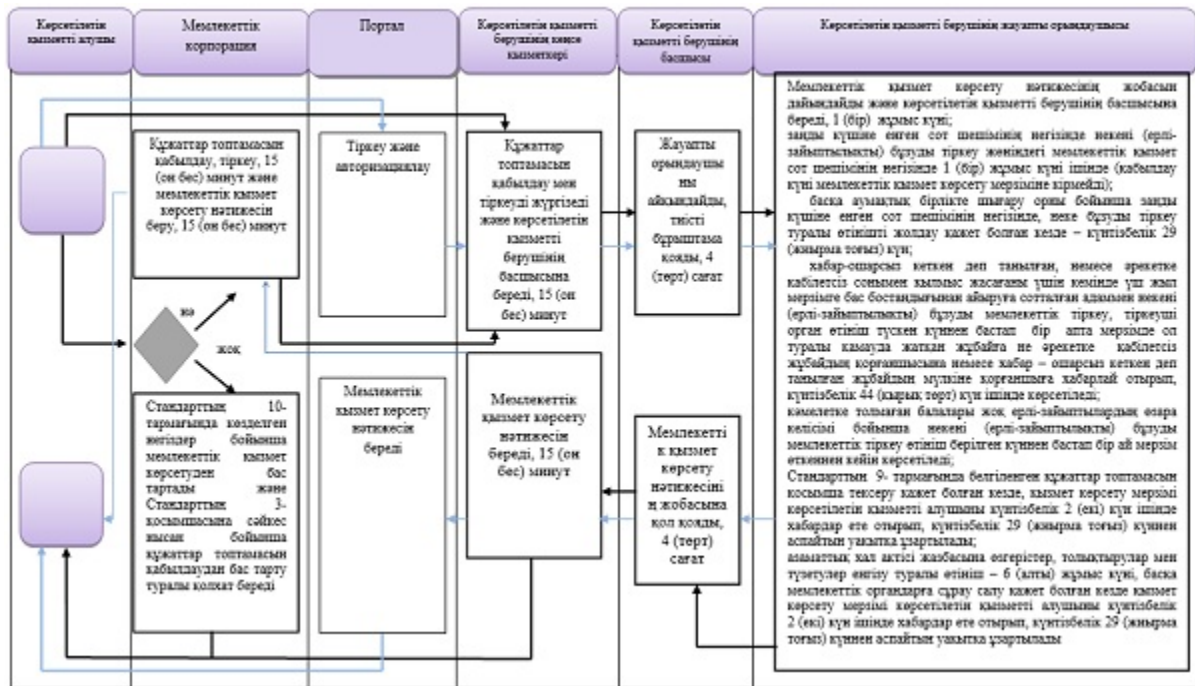 Көрсетілетін
қызметті алушы
Мемлекеттік
корпорация
Портал
Көрсетілетін қызметті
берушінің кеңсе
қызметкері
Көрсетілетін
қызметті
берушінің
басшысы
Көрсетілетін қызметті берушінің жауапты орындаушысы
Құжаттар топтамасын
қабылдау, тіркеу, 15
(он бес) минут және
мемлекеттік қызмет
көрсету нәтижесін
беру, 15 (он бес) минут
иә
жоқ
Стандарттың 10-
тармағында көзделген
негіздер бойынша
мемлекеттік қызмет
көрсетуден бас
тартады және
Стандарттың 3-
қосымшасына сәйкес
нысан бойынша
құжаттар топтамасын
қабылдаудан бас тарту
туралы қолхат береді
Тіркеу және
авторизациялау
Мемлекеттік
қызмет көрсету
нәтижесін
береді
Құжаттар
топтамасын
қабылдау мен
тіркеуді жүргізеді
және көрсетілетін
қызметті
берушінің
басшысына
береді, 15 (он
бес) минут
Мемлекеттік
қызмет көрсету
нәтижесін
береді, 15 (он
бес) минут
Жауапты
орындаушы
ны
айқындайды,
тиісті
бұрыштама
қояды, 4
(төрт) сағат
Мемлекетті
к қызмет
көрсету
нәтижесіні
ң жобасына
қол қояды,
4 (төрт)
сағат
Мемлекеттік қызмет көрсету нәтижесінің жобасын
дайындайды және көрсетілетін қызметті берушінің басшысына
береді, 1 (бір) жұмыс күні;
заңды күшіне енген сот шешімінің негізінде некені (ерлі-
зайыптылықты) бұзуды тіркеу жөніндегі мемлекеттік қызмет
сот шешімінің негізінде 1 (бір) жұмыс күні ішінде (қабылдау
күні мемлекеттік қызмет көрсету мерзіміне кірмейді);
басқа аумақтық бірлікте шығару орны бойынша заңды
күшіне енген сот шешімінің негізінде, неке бұзуды тіркеу
туралы өтінішті жолдау қажет болған кезде – күнтізбелік 29
(жиырма тоғыз) күн;
хабар-ошарсыз кеткен деп танылған, немесе әрекетке
қабілетсіз сонымен қылмыс жасағаны үшін кемінде үш жыл
мерзімге бас бостандығынан айыруға сотталған адаммен некені
(ерлі-зайыптылықты) бұзуды мемлекеттік тіркеу, тіркеуші
орган өтініш түскен күннен бастап бір апта мерзімде ол
туралы қамауда жатқан жұбайға не әрекетке қабілетсіз
жұбайдың қорғаншысына немесе хабар – ошарсыз кеткен деп
танылған жұбайдың мүлкіне қорғаншыға хабарлай отырып,
күнтізбелік 44 (қырық төрт) күн ішінде көрсетіледі;
кәмелетке толмаған балалары жоқ ерлі-зайыптылардың өзара
келісімі бойынша некені (ерлі-зайыптылықты) бұзуды
мемлекеттік тіркеу өтініш берілген күннен бастап бір ай мерзім
өткеннен кейін көрсетіледі;
Стандарттың 9- тармағында белгіленген құжаттар топтамасын
қосымша тексеру қажет болған кезде, қызмет көрсету мерзімі
көрсетілетін қызметті алушыны күнтізбелік 2 (екі) күн ішінде
хабардар ете отырып, күнтізбелік 29 (жиырма тоғыз) күннен
аспайтын уақытқа ұзартылады;
азаматтық хал актісі жазбасына өзгерістер, толықтырулар мен
түзетулер енгізу туралы өтініш – 6 (алты) жұмыс күні, басқа
мемлекеттік органдарға сұрау салу қажет болған кезде қызмет
көрсету мерзімі көрсетілетін қызметті алушыны күнтізбелік
2 (екі) күн ішінде хабардар ете отырып, күнтізбелік 29 (жиырма
тоғыз) күннен аспайтын уақытқа ұзартылады